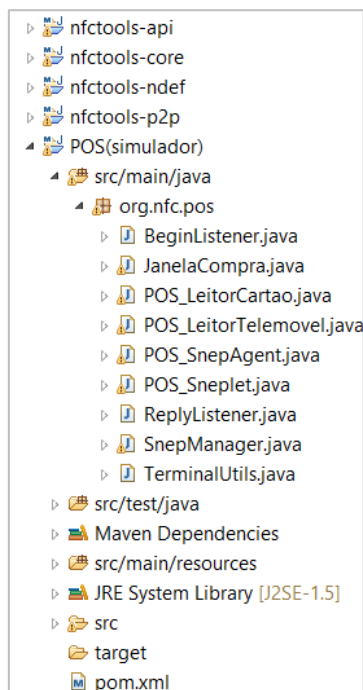 nfctools-api
nfctools-core
nfctools-ndef
nfctools-p2p
POS(simulador)
src/main/java
org.nfc.pos
BeginListener.java
JanelaCompra.java
POS_LeitorCartao.java
POS_LeitorTelemovel.java
POS_SnepAgent.java
POS_Sneplet.java
ReplyListener.java
SnepManager.java
TerminalUtils.java
src/test/java
Maven Dependencies
src/main/resources
JRE System Library [J2SE-1.5]
src
target
pom.xml